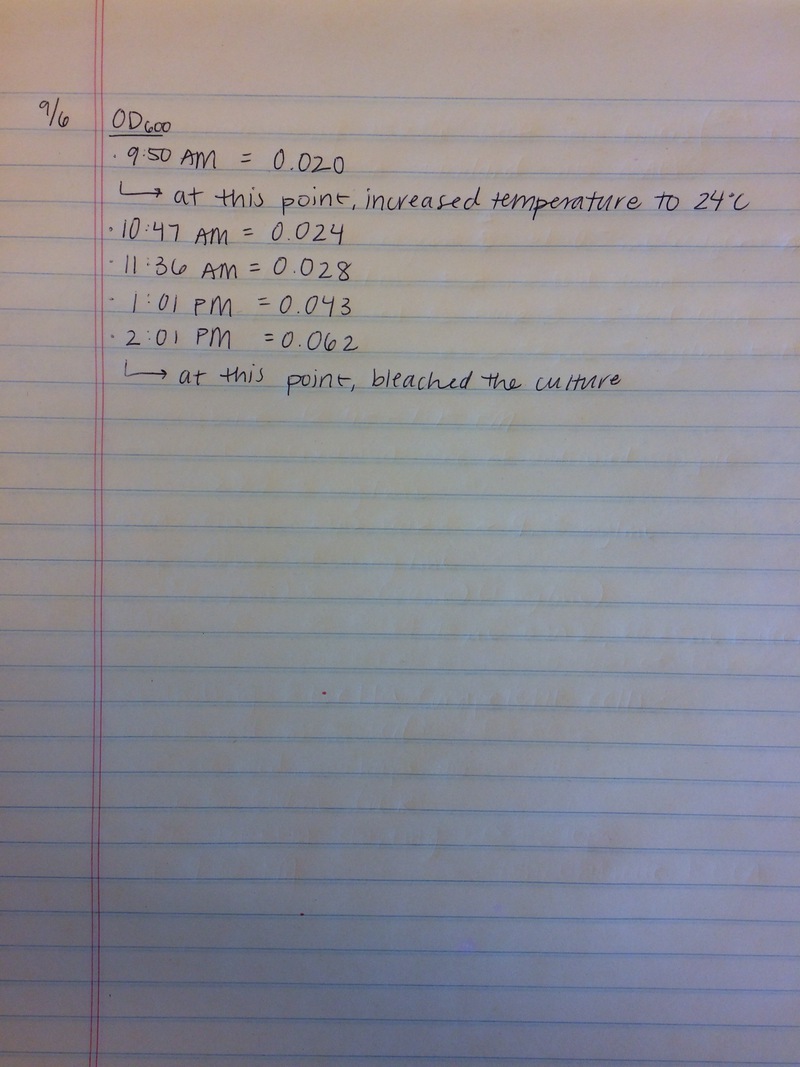 9/6 OD600
· 9:50 AM = 0.020
↳ at this point, increased temperature to 24°C
· 10:47 AM = 0.024
· 11:36 AM = 0.028
· 1:01 PM = 0.043
· 2:01 PM = 0.062
↳ at this point, bleached the culture